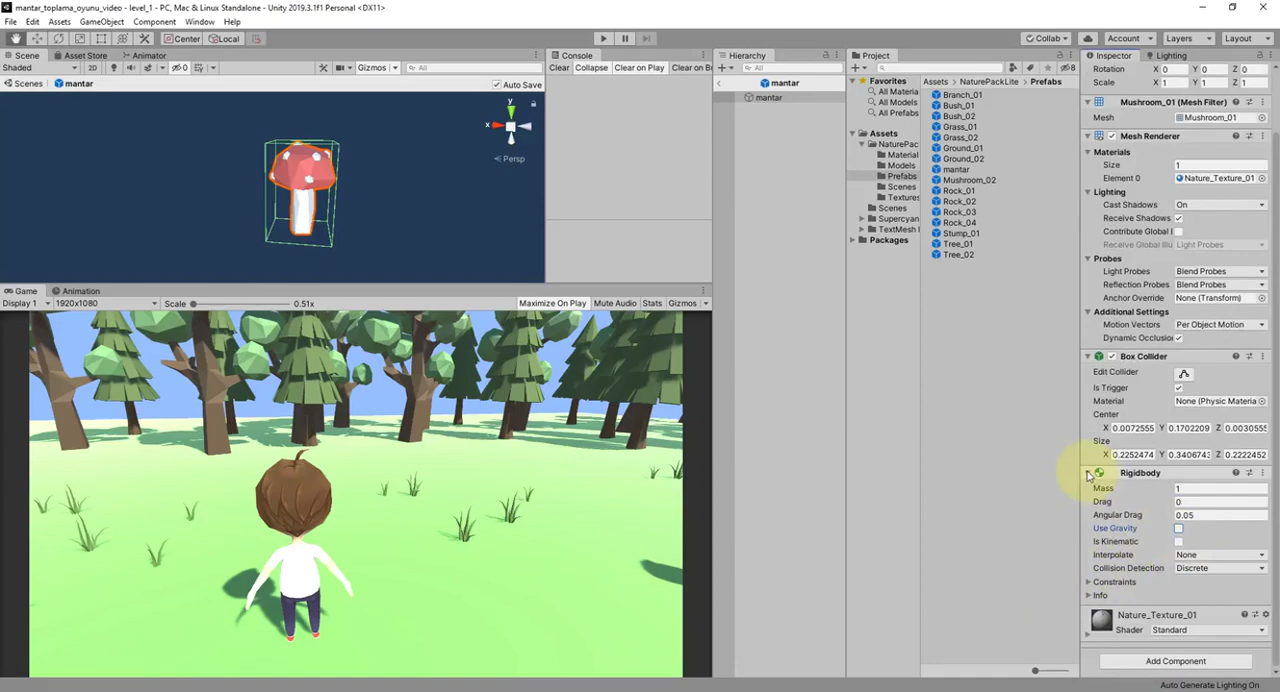 mantar_toplama_oyunu_video - level_1 - PC, Mac & Linux Standalone - Unity 2019.3.1f1 Personal <DX11>
File Edit Assets GameObject Component Window Help
Center Local Collab Account Layers Layout
Scene Asset Store Animator
Shaded 2D 0 Gizmos All
Scenes mantar Auto Save
y
x
Persp
Console
Clear Collapse Clear on Play Clear on B
Hierarchy
All
mantar
mantar
Project
8
Favorites
All Materia
All Models
All Prefabs
Assets
NaturePac
Material
Models
Prefabs
Scenes
Textures
Scenes
Supercyan
TextMesh
Packages
Assets NaturePackLite Prefabs
Branch_01
Bush_01
Bush_02
Grass_01
Grass_02
Ground_01
Ground_02
mantar
Mushroom_02
Rock_01
Rock_02
Rock_03
Rock_04
Stump_01
Tree_01
Tree_02
Game Animation
Display 1 1920x1080 Scale 0.51x Maximize On Play Mute Audio Stats Gizmos
Inspector Lighting
Rotation X 0 Y 0 Z 0
Scale X 1 Y 1 Z 1
Mushroom_01 (Mesh Filter)
Mesh Mushroom_01
Mesh Renderer
Materials
Size 1
Element 0 Nature_Texture_01
Lighting
Cast Shadows On
Receive Shadows
Contribute Global I
Receive Global Illu Light Probes
Probes
Light Probes Blend Probes
Reflection Probes Blend Probes
Anchor Override None (Transform)
Additional Settings
Motion Vectors Per Object Motion
Dynamic Occlusion
Box Collider
Edit Collider
Is Trigger
Material None (Physic Materia
Center
X 0.0072555 Y 0.1702209 Z 0.0030555
Size
X 0.2252474 Y 0.3406743 Z 0.2222452
Rigidbody
Mass 1
Drag 0
Angular Drag 0.05
Use Gravity
Is Kinematic
Interpolate None
Collision Detection Discrete
Constraints
Info
Nature_Texture_01
Shader Standard
Add Component
Auto Generate Lighting On